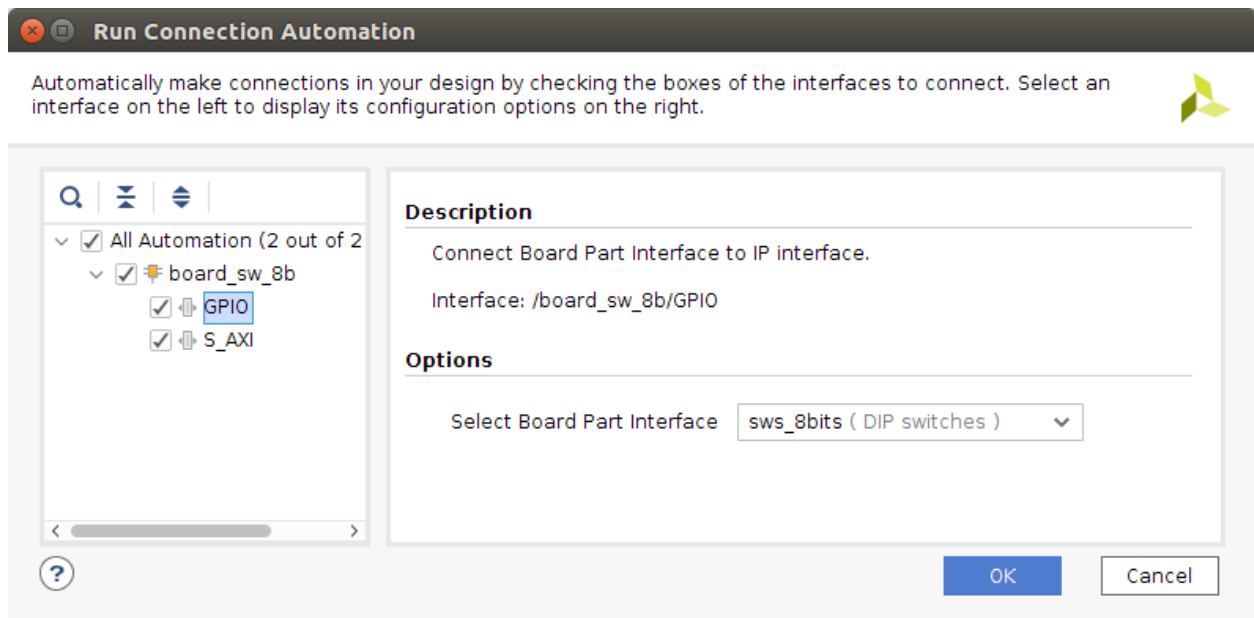 Run Connection Automation
Automatically make connections in your design by checking the boxes of the interfaces to connect. Select an
interface on the left to display its configuration options on the right.
All Automation (2 out of 2
board_sw_8b
GPIO
S_AXI
Description
Connect Board Part Interface to IP interface.
Interface: /board_sw_8b/GPIO
Options
Select Board Part Interface sws_8bits ( DIP switches )
?
OK Cancel